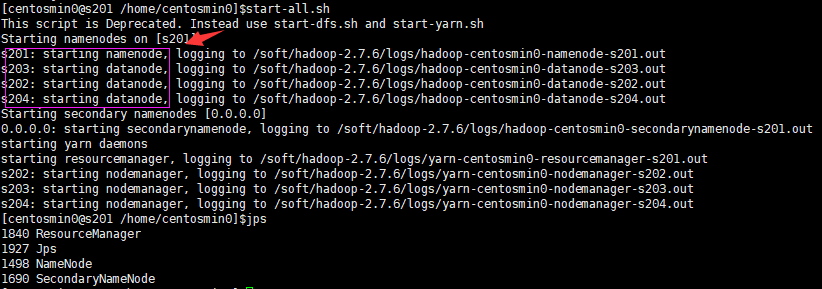 [centosmin0@s201 /home/centosmin0]$start-all.sh
This script is Deprecated. Instead use start-dfs.sh and start-yarn.sh
Starting namenodes on [s201]
s201: starting namenode, logging to /soft/hadoop-2.7.6/logs/hadoop-centosmin0-namenode-s201.out
s203: starting datanode, logging to /soft/hadoop-2.7.6/logs/hadoop-centosmin0-datanode-s203.out
s202: starting datanode, logging to /soft/hadoop-2.7.6/logs/hadoop-centosmin0-datanode-s202.out
s204: starting datanode, logging to /soft/hadoop-2.7.6/logs/hadoop-centosmin0-datanode-s204.out
Starting secondary namenodes [0.0.0.0]
0.0.0.0: starting secondarynamenode, logging to /soft/hadoop-2.7.6/logs/hadoop-centosmin0-secondarynamenode-s201.out
starting yarn daemons
starting resourcemanager, logging to /soft/hadoop-2.7.6/logs/yarn-centosmin0-resourcemanager-s201.out
s202: starting nodemanager, logging to /soft/hadoop-2.7.6/logs/yarn-centosmin0-nodemanager-s202.out
s203: starting nodemanager, logging to /soft/hadoop-2.7.6/logs/yarn-centosmin0-nodemanager-s203.out
s204: starting nodemanager, logging to /soft/hadoop-2.7.6/logs/yarn-centosmin0-nodemanager-s204.out
[centosmin0@s201 /home/centosmin0]$jps
1840 ResourceManager
1927 Jps
1498 NameNode
1690 SecondaryNameNode